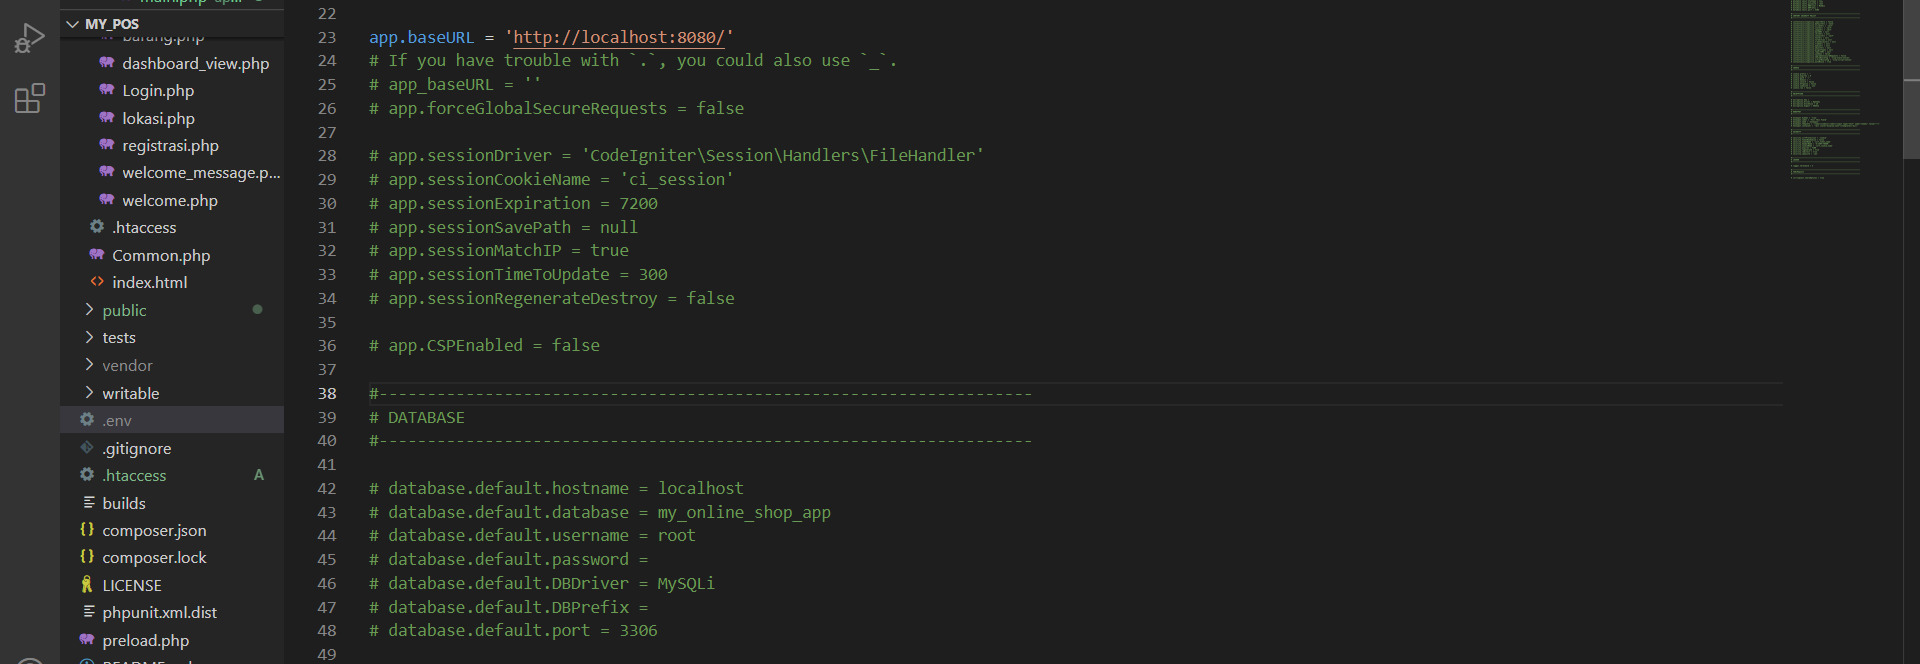 MY_POS
barang.php
dashboard_view.php
Login.php
lokasi.php
registrasi.php
welcome_message.p...
welcome.php
.htaccess
Common.php
index.html
public
tests
vendor
writable
.env
.gitignore
.htaccess A
builds
composer.json
composer.lock
LICENSE
phpunit.xml.dist
preload.php
22
23 app.baseURL = 'http://localhost:8080/'
24 # If you have trouble with `.`, you could also use `_`.
25 # app_baseURL = ''
26 # app.forceGlobalSecureRequests = false
27
28 # app.sessionDriver = 'CodeIgniter\Session\Handlers\FileHandler'
29 # app.sessionCookieName = 'ci_session'
30 # app.sessionExpiration = 7200
31 # app.sessionSavePath = null
32 # app.sessionMatchIP = true
33 # app.sessionTimeToUpdate = 300
34 # app.sessionRegenerateDestroy = false
35
36 # app.CSPEnabled = false
37
38 #--------------------------------------------------------------------
39 # DATABASE
40 #--------------------------------------------------------------------
41
42 # database.default.hostname = localhost
43 # database.default.database = my_online_shop_app
44 # database.default.username = root
45 # database.default.password =
46 # database.default.DBDriver = MySQLi
47 # database.default.DBPrefix =
48 # database.default.port = 3306
49